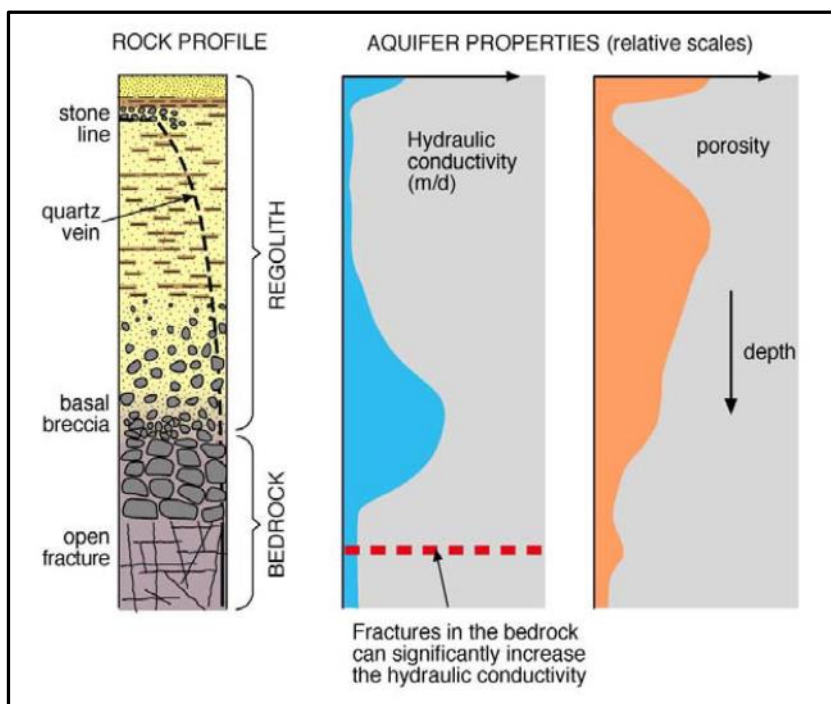 ROCK PROFILE
AQUIFER PROPERTIES (relative scales)
stone
line
quartz
vein
basal
breccia
open
fracture
REGOLITH
BEDROCK
Hydraulic
conductivity
(m/d)
porosity
depth
Fractures in the bedrock
can significantly increase
the hydraulic conductivity